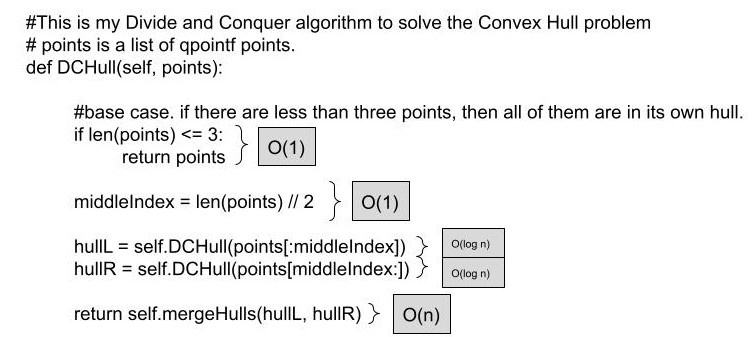 #This is my Divide and Conquer algorithm to solve the Convex Hull problem
# points is a list of qpointf points.
def DCHull(self, points):
#base case. if there are less than three points, then all of them are in its own hull.
if len(points) <= 3:
return points
O(1)
middleIndex = len(points) // 2
O(1)
hullL = self.DCHull(points[:middleIndex])
O(log n)
hullR = self.DCHull(points[middleIndex:])
O(log n)
return self.mergeHulls(hullL, hullR)
O(n)